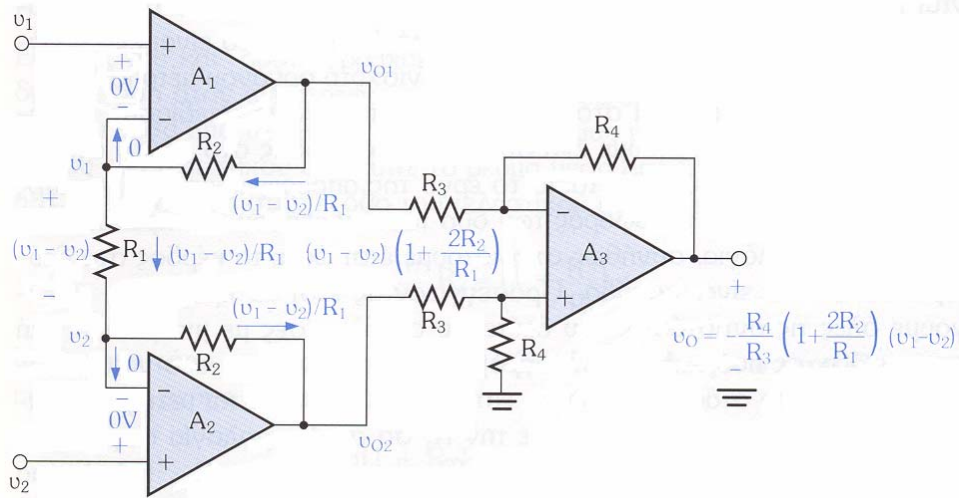 υ1
+
+
0V
A1
υO1
−
−
0
R2
R4
υ1
(υ1 − υ2)/R1
R3
+
−
(υ1 − υ2)
R1
(υ1 − υ2)/R1
(υ1 − υ2) (1+ 2R2/R1)
A3
−
(υ1 − υ2)/R1
R3
+
+
υ2
R2
R4
υO = −R4/R3 (1+ 2R2/R1) (υ1−υ2)
0
−
−
−
0V
A2
υO2
+
+
υ2